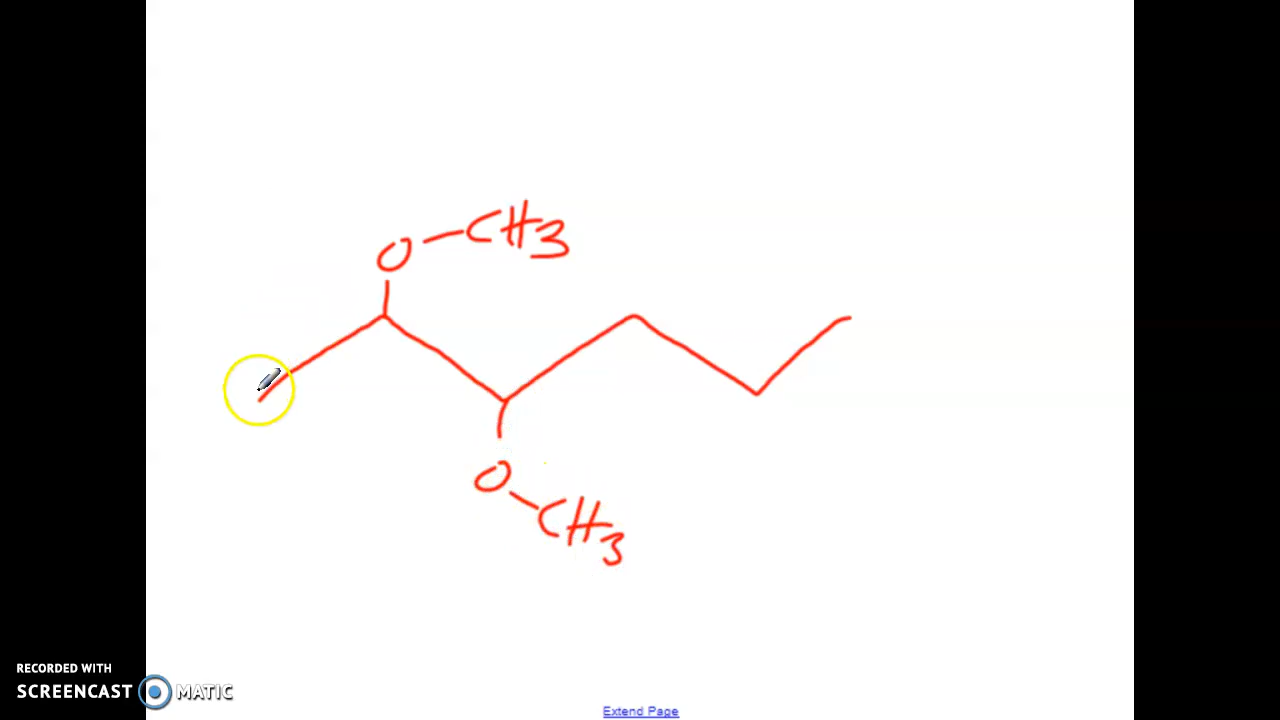 O-CH3
O-CH3
RECORDED WITH
SCREENCAST MATIC
Extend Page